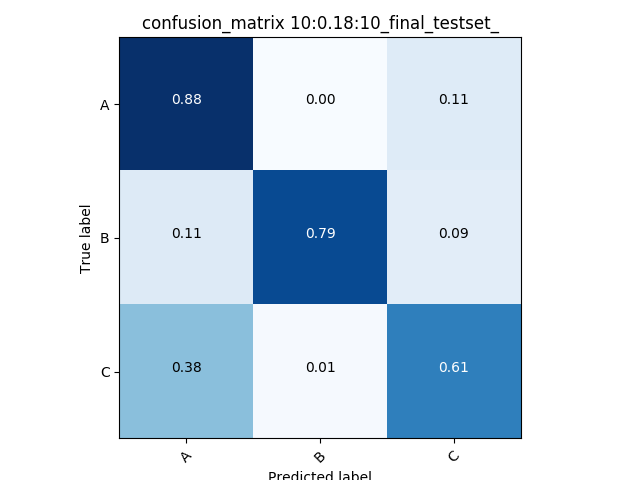 confusion_matrix 10:0.18:10_final_testset_
A 0.88 0.00 0.11
True label
B 0.11 0.79 0.09
C 0.38 0.01 0.61
A B C
Predicted label